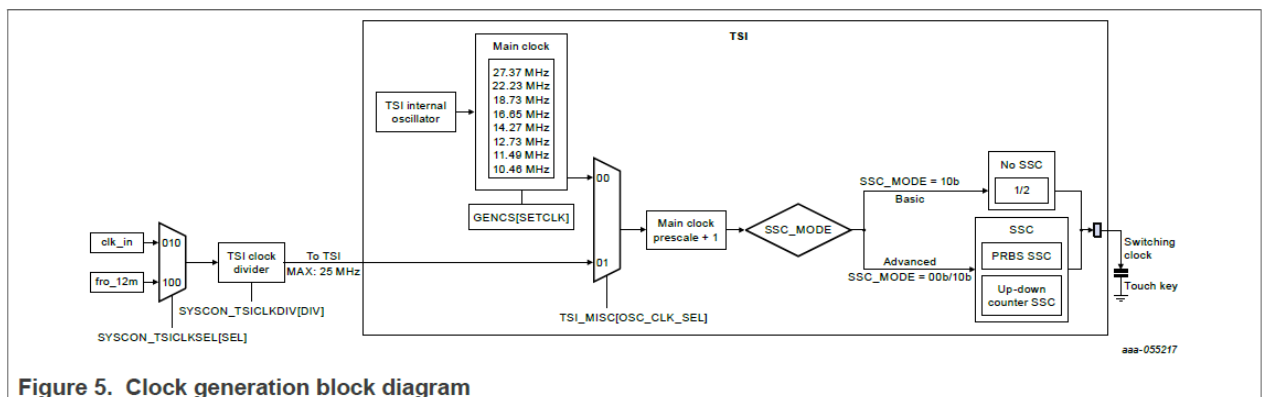 TSI
Main clock
27.37 MHz
22.23 MHz
18.73 MHz
16.65 MHz
14.27 MHz
12.73 MHz
11.49 MHz
10.46 MHz
TSI internal
oscillator
GENCS[SETCLK]
00
01
clk_in
fro_12m
010
100
TSI clock
divider
To TSI
MAX: 25 MHz
SYSCON_TSICLKDIV[DIV]
SYSCON_TSICLKSEL[SEL]
TSI_MISC[OSC_CLK_SEL]
Main clock
prescale + 1
SSC_MODE
SSC_MODE = 10b
Basic
Advanced
SSC_MODE = 00b/10b
No SSC
1/2
SSC
PRBS SSC
Up-down
counter SSC
Switching
clock
Touch key
aaa-055217
Figure 5. Clock generation block diagram